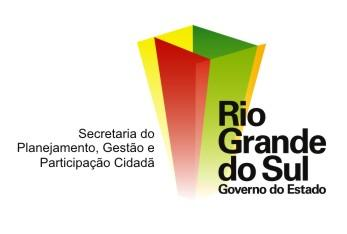 Secretaria do
Planejamento, Gestão e
Participação Cidadã
Rio
Grande
do Sul
Governo do Estado